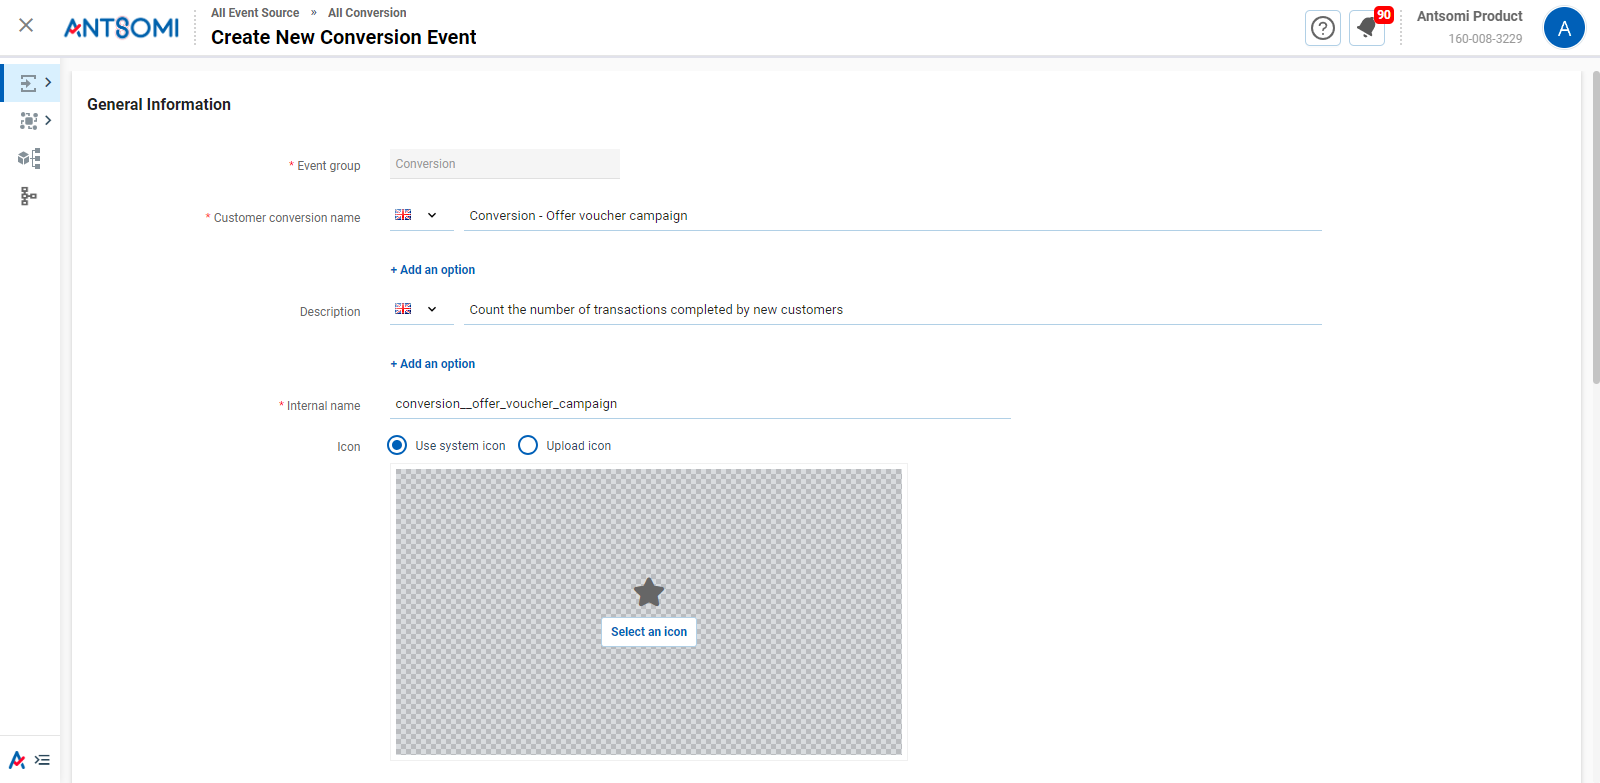 ANTSOMI
All Event Source » All Conversion
Create New Conversion Event
90
Antsomi Product
160-008-3229
A
General Information
* Event group
Conversion
* Customer conversion name
Conversion - Offer voucher campaign
+ Add an option
Description
Count the number of transactions completed by new customers
+ Add an option
* Internal name
conversion__offer_voucher_campaign
Icon
Use system icon
Upload icon
Select an icon